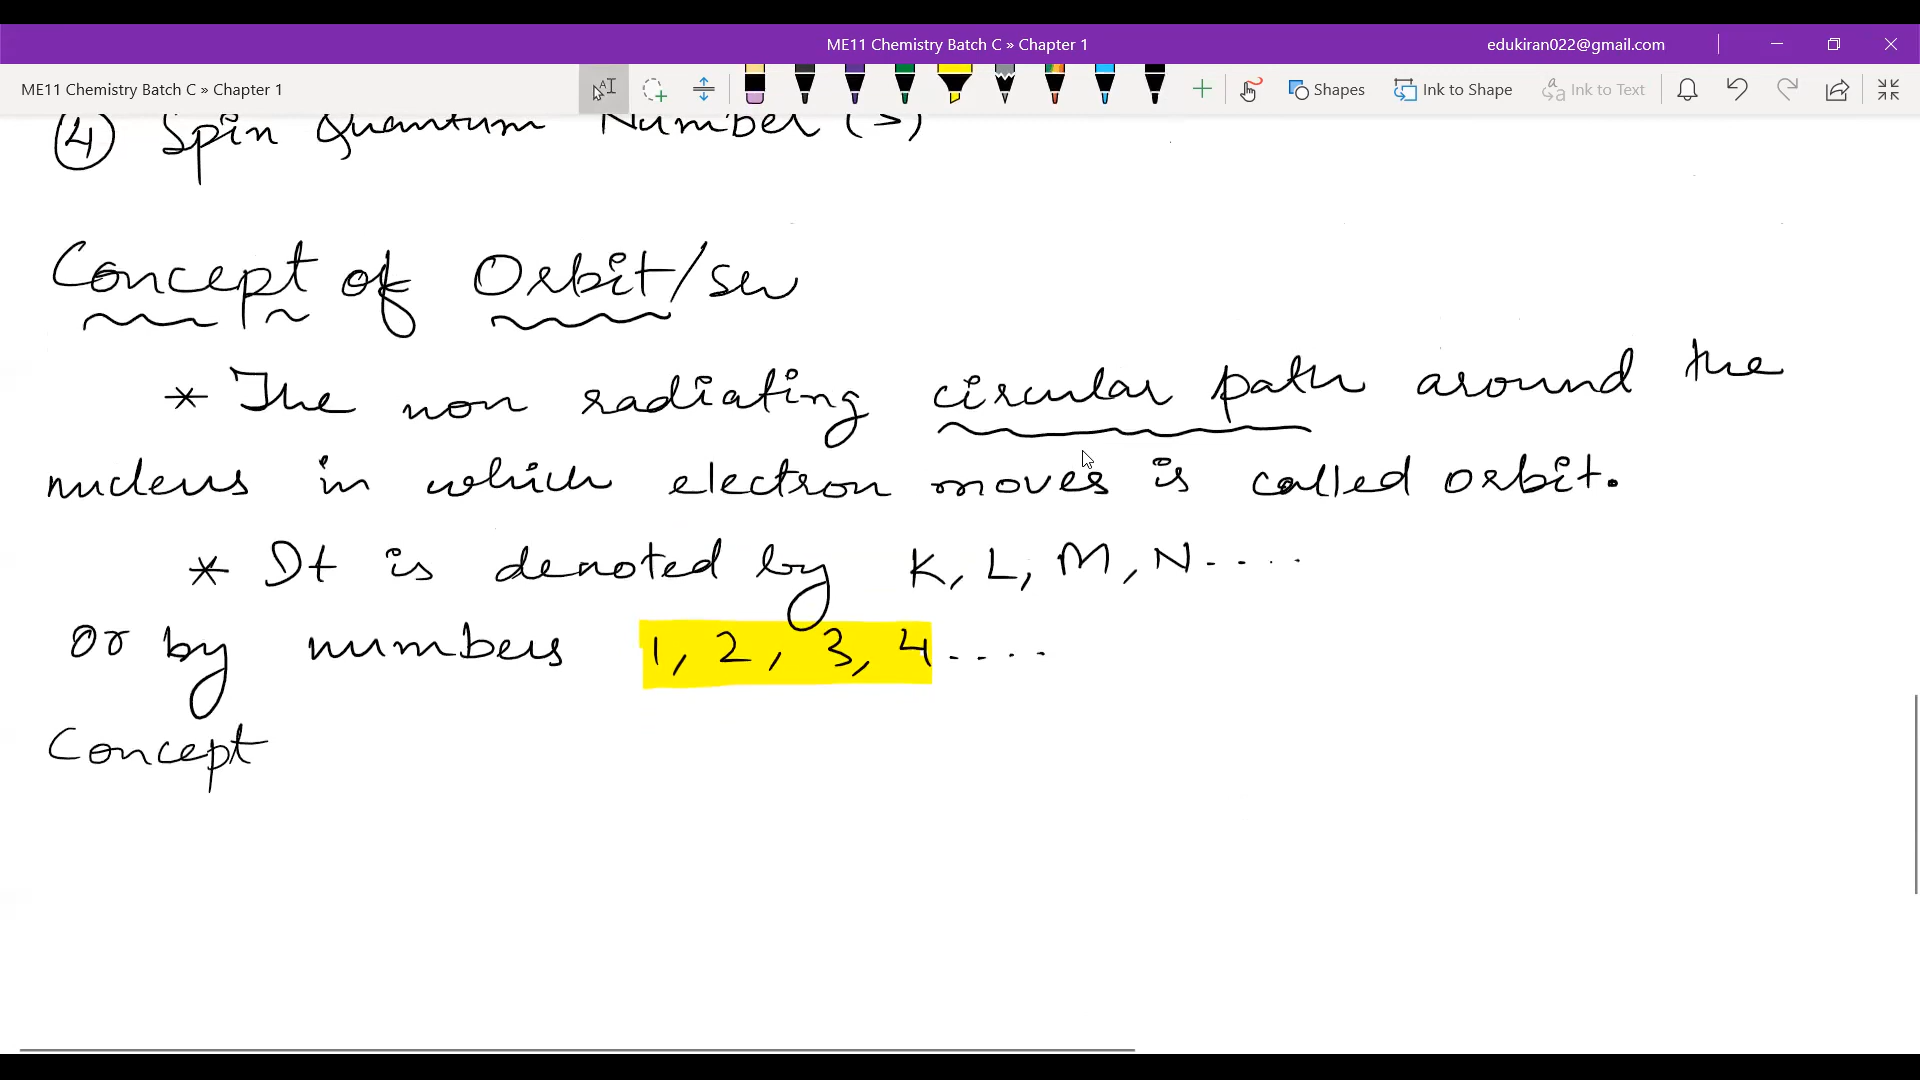 ME11 Chemistry Batch C » Chapter 1
edukiran022@gmail.com
ME11 Chemistry Batch C » Chapter 1
Shapes
Ink to Shape
Ink to Text
(4) Spin Quantum Number (s)
Concept of Orbit/
* The non radiating circular path around the
nucleus in which electron moves is called orbit.
* It is denoted by K, L, M, N....
or by numbers 1, 2, 3, 4....
Concept